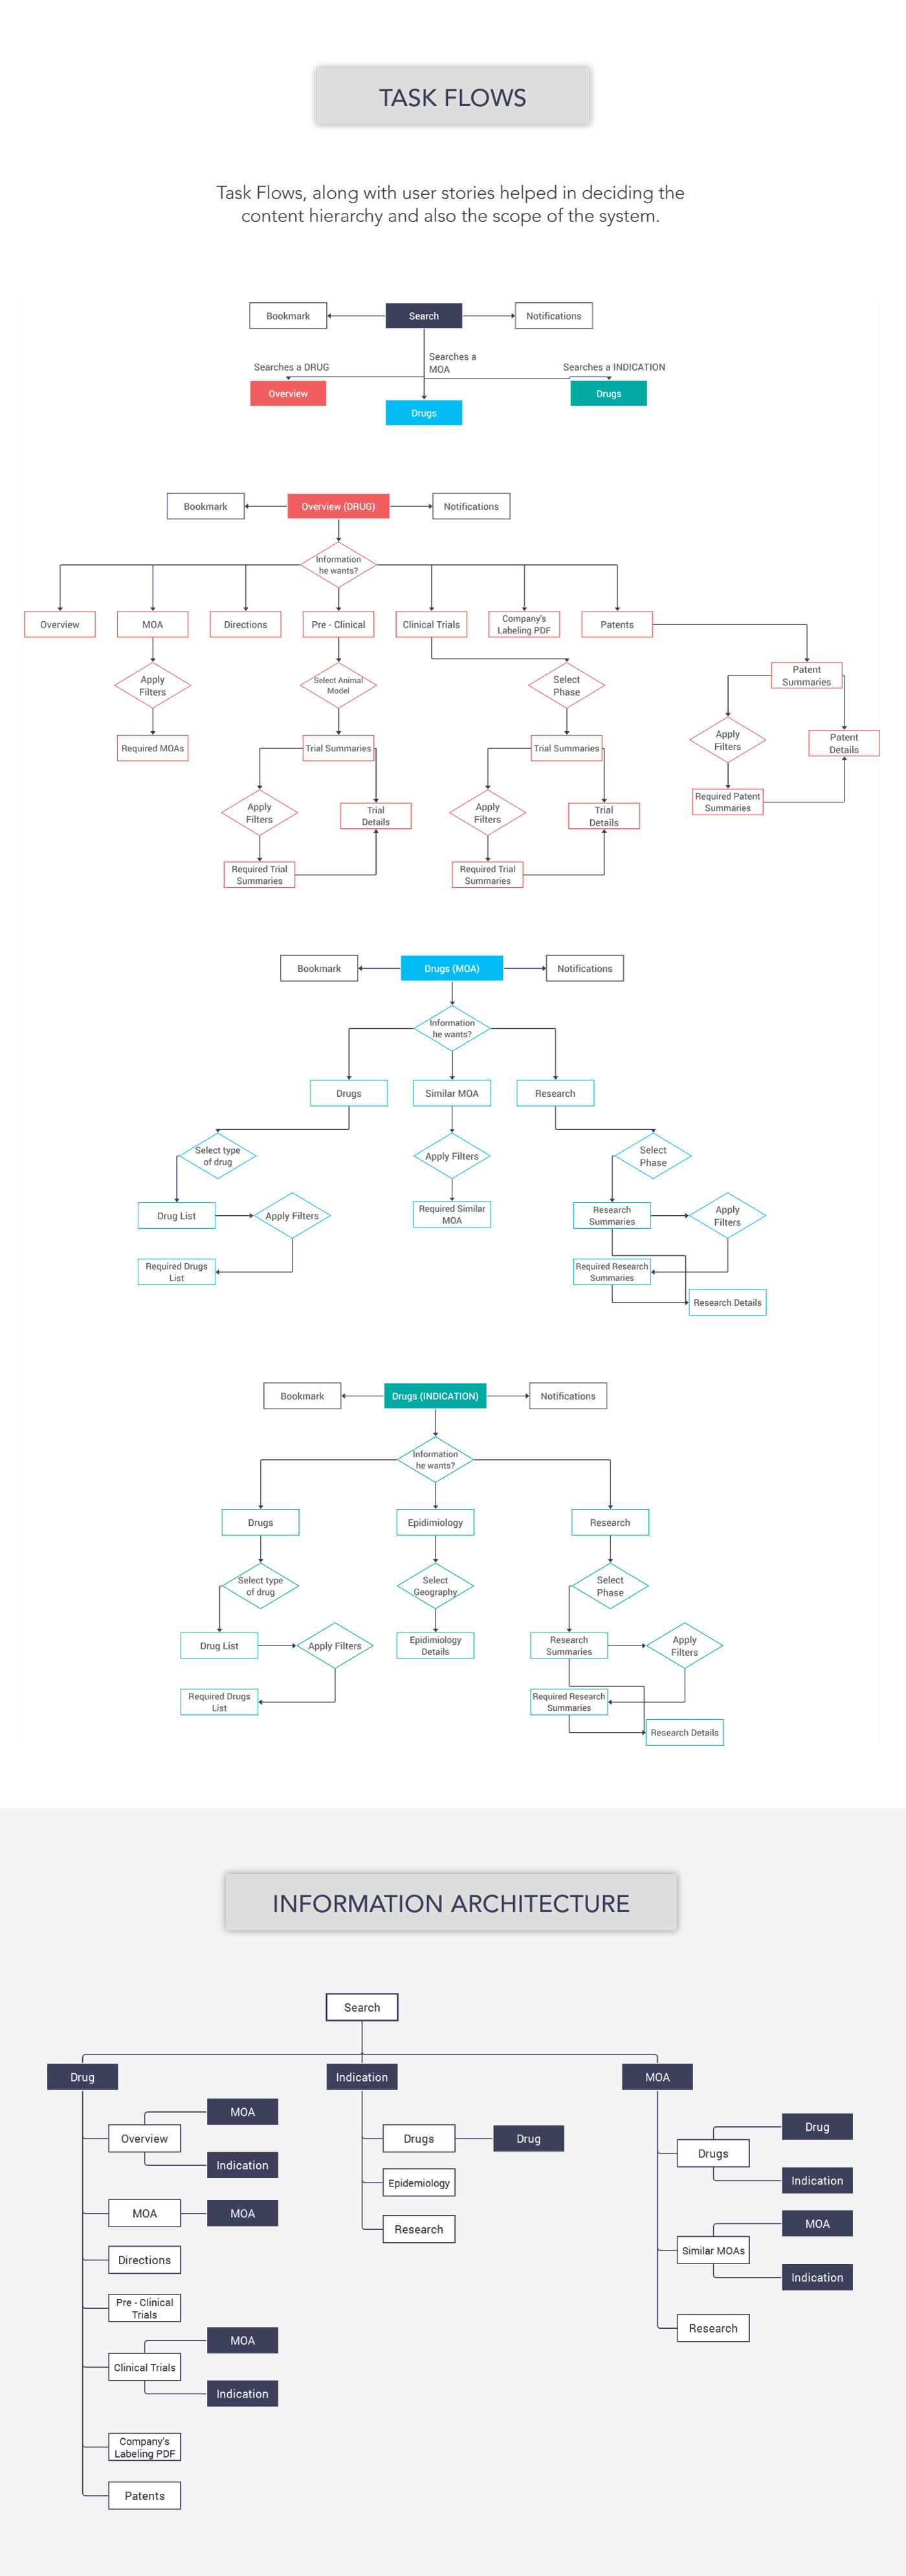 TASK FLOWS
Task Flows, along with user stories helped in deciding the
content hierarchy and also the scope of the system.
Bookmark
Search
Notifications
Searches a DRUG
Searches a
MOA
Searches a INDICATION
Overview
Drugs
Drugs
Bookmark
Overview (DRUG)
Notifications
Information
he wants?
Overview
MOA
Directions
Pre - Clinical
Clinical Trials
Company's
Labeling PDF
Patents
Apply
Filters
Select Animal
Model
Select
Phase
Patent
Summaries
Required MOAs
Trial Summaries
Trial Summaries
Apply
Filters
Patent
Details
Apply
Filters
Trial
Details
Apply
Filters
Trial
Details
Required Patent
Summaries
Required Trial
Summaries
Required Trial
Summaries
Bookmark
Drugs (MOA)
Notifications
Information
he wants?
Drugs
Similar MOA
Research
Select type
of drug
Apply Filters
Select
Phase
Drug List
Apply Filters
Required Similar
MOA
Research
Summaries
Apply
Filters
Required Drugs
List
Required Research
Summaries
Research Details
Bookmark
Drugs (INDICATION)
Notifications
Information
he wants?
Drugs
Epidimiology
Research
Select type
of drug
Select
Geography
Select
Phase
Drug List
Apply Filters
Epidimiology
Details
Research
Summaries
Apply
Filters
Required Drugs
List
Required Research
Summaries
Research Details
INFORMATION ARCHITECTURE
Search
Drug
Indication
MOA
MOA
Overview
Indication
MOA
MOA
Directions
Pre - Clinical
Trials
MOA
Clinical Trials
Indication
Company's
Labeling PDF
Patents
Drugs
Drug
Epidemiology
Research
Drug
Drugs
Indication
MOA
Similar MOAs
Indication
Research